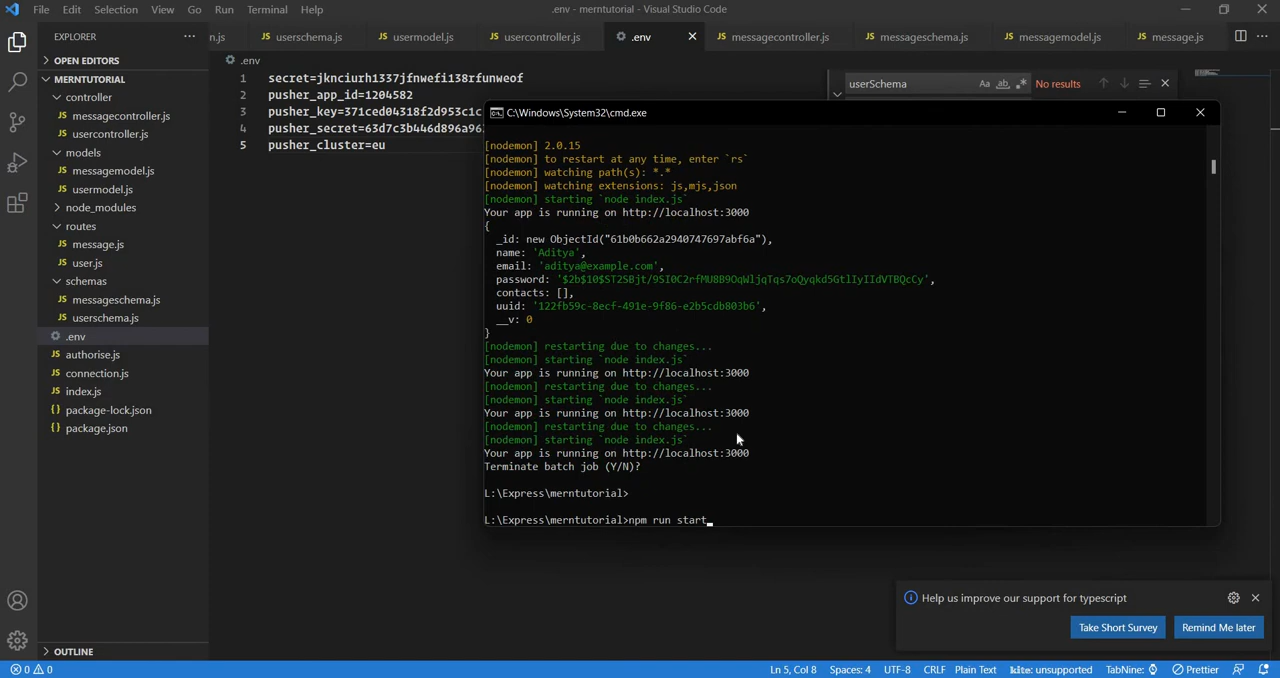 File Edit Selection View Go Run Terminal Help
.env - merntutorial - Visual Studio Code
EXPLORER
n.js userschema.js usermodel.js usercontroller.js .env messagecontroller.js messageschema.js messagemodel.js message.js
OPEN EDITORS
MERNTUTORIAL
controller
messagecontroller.js
usercontroller.js
models
messagemodel.js
usermodel.js
node_modules
routes
message.js
user.js
schemas
messageschema.js
userschema.js
.env
authorise.js
connection.js
index.js
package-lock.json
package.json
OUTLINE
.env
1 secret=jknciurh1337jfnwefi138rfunweof
2 pusher_app_id=1204582
3 pusher_key=371ced04318f2d953c1c
4 pusher_secret=63d7c3b446d896a96
5 pusher_cluster=eu
userSchema Aa ab .* No results
C:\Windows\System32\cmd.exe
[nodemon] 2.0.15
[nodemon] to restart at any time, enter `rs`
[nodemon] watching path(s): *.*
[nodemon] watching extensions: js,mjs,json
[nodemon] starting `node index.js`
Your app is running on http://localhost:3000
{
_id: new ObjectId("61b0b662a2940747697abf6a"),
name: 'Aditya',
email: 'aditya@example.com',
password: '$2b$10$ST2SBjt/9SI0C2rfMU8B9OqWljqTqs7oQyqkd5GtlIyIIdVTBQcCy',
contacts: [],
uuid: '122fb59c-8ecf-491e-9f86-e2b5cdb803b6',
__v: 0
}
[nodemon] restarting due to changes...
[nodemon] starting `node index.js`
Your app is running on http://localhost:3000
[nodemon] restarting due to changes...
[nodemon] starting `node index.js`
Your app is running on http://localhost:3000
[nodemon] restarting due to changes...
[nodemon] starting `node index.js`
Your app is running on http://localhost:3000
Terminate batch job (Y/N)?
L:\Express\merntutorial>
L:\Express\merntutorial>npm run start
Help us improve our support for typescript
Take Short Survey Remind Me later
0 0 Ln 5, Col 8 Spaces: 4 UTF-8 CRLF Plain Text kite: unsupported TabNine: Prettier